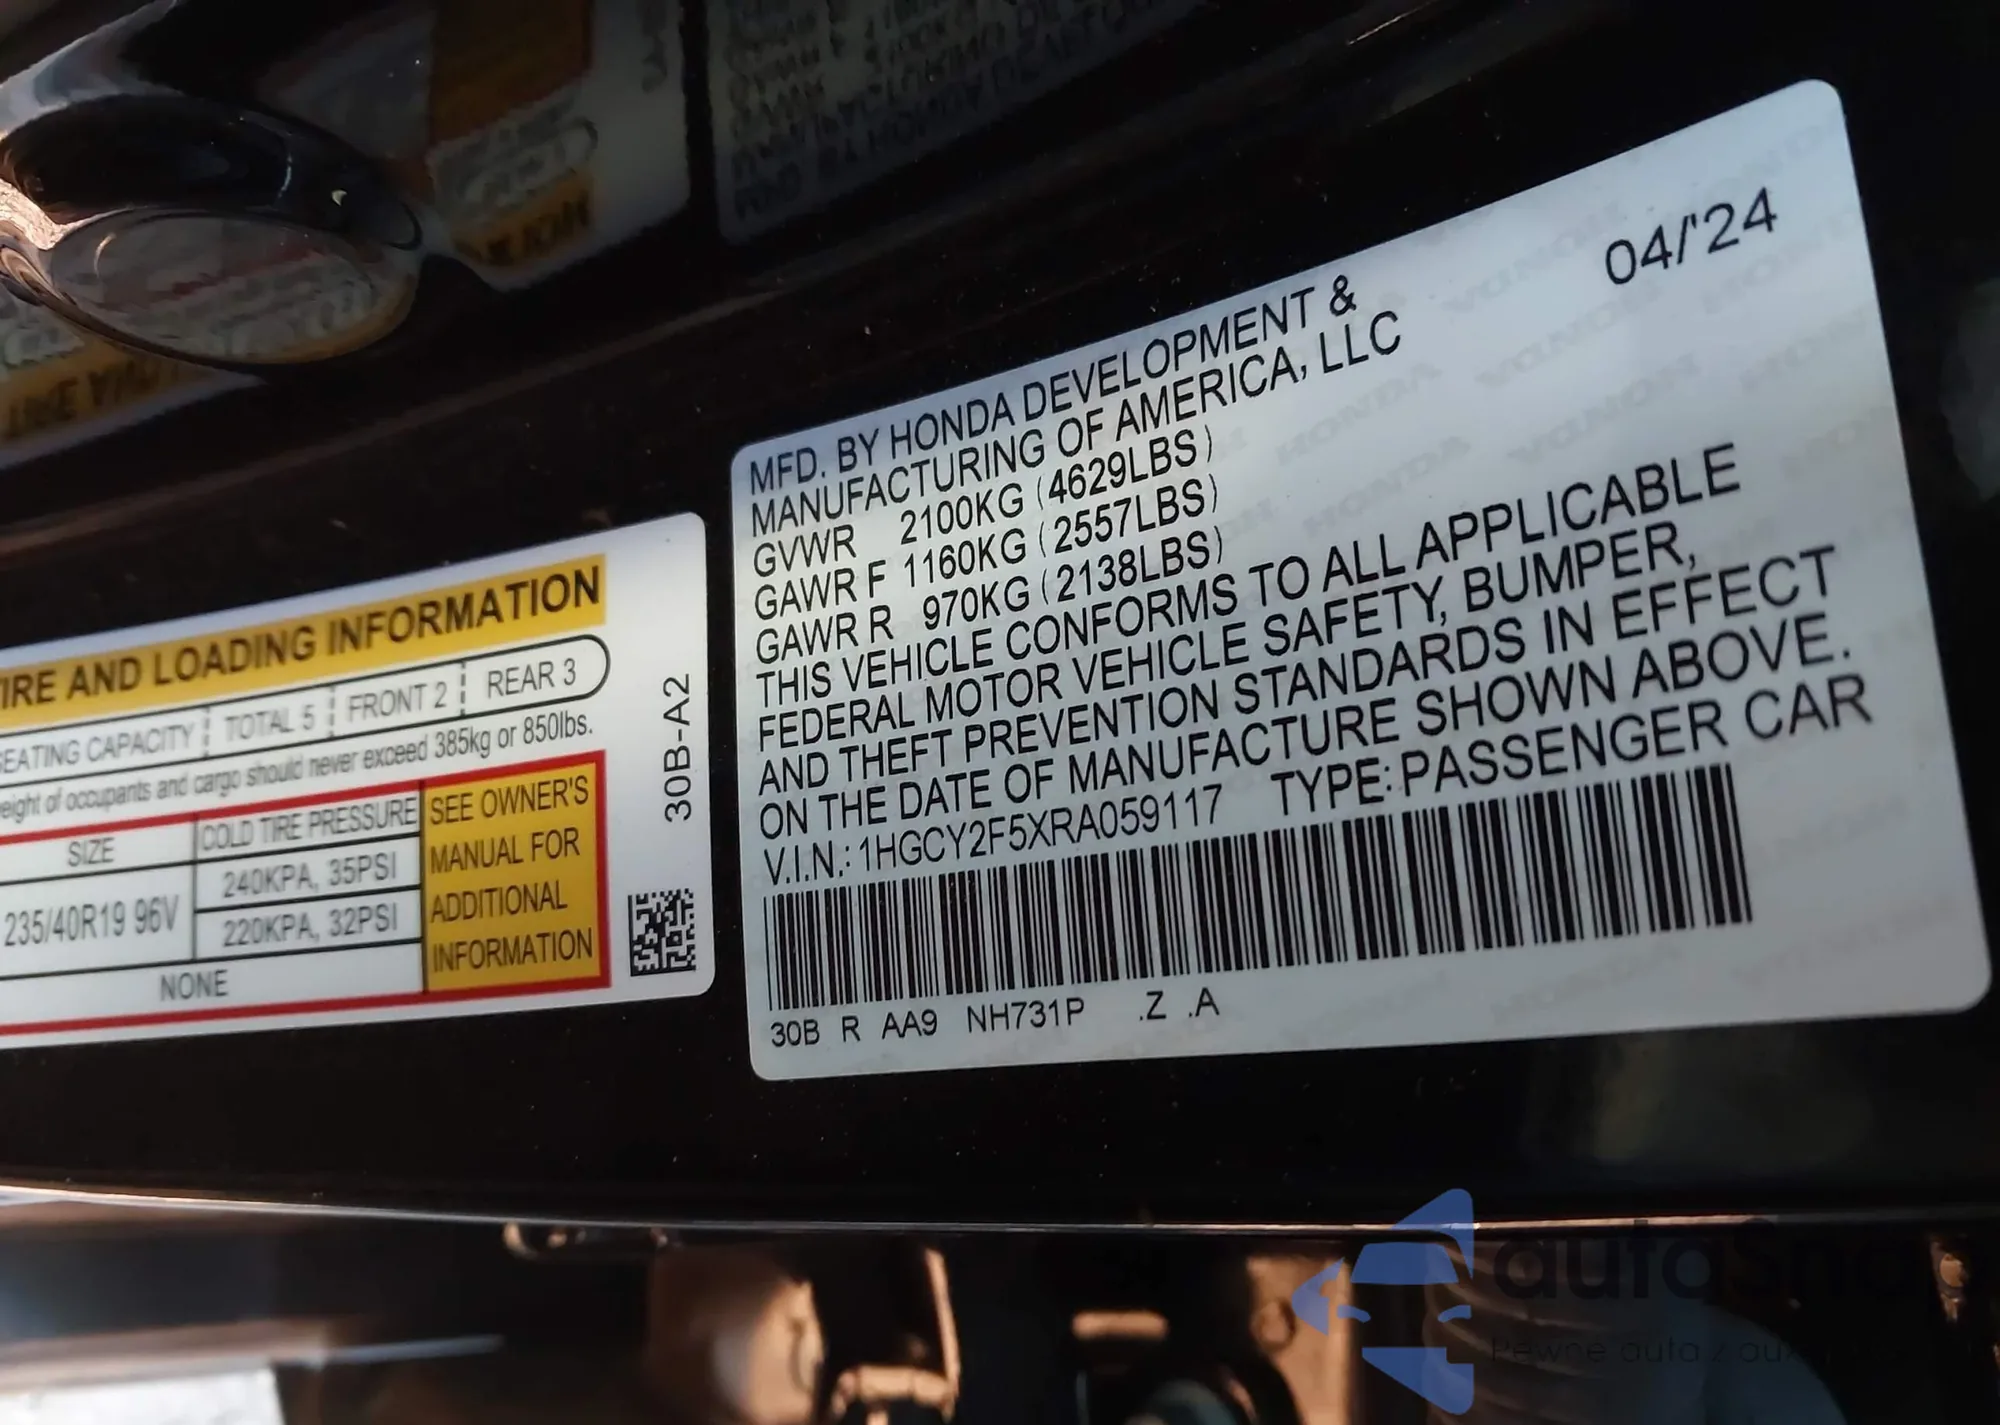 04/'24
MFD. BY HONDA DEVELOPMENT &
MANUFACTURING OF AMERICA, LLC
GVWR 2100KG (4629LBS)
GAWR F 1160KG (2557LBS)
GAWR R 970KG (2138LBS)
THIS VEHICLE CONFORMS TO ALL APPLICABLE
FEDERAL MOTOR VEHICLE SAFETY, BUMPER,
AND THEFT PREVENTION STANDARDS IN EFFECT
ON THE DATE OF MANUFACTURE SHOWN ABOVE.
V.I.N.: 1HGCY2F5XRA059117 TYPE: PASSENGER CAR
30B R AA9 NH731P .Z .A
TIRE AND LOADING INFORMATION
SEATING CAPACITY TOTAL 5 FRONT 2 REAR 3
weight of occupants and cargo should never exceed 385kg or 850lbs.
SIZE COLD TIRE PRESSURE
235/40R19 96V 240KPA, 35PSI
220KPA, 32PSI
NONE
SEE OWNER'S
MANUAL FOR
ADDITIONAL
INFORMATION
30B-A2
Pewne auto z